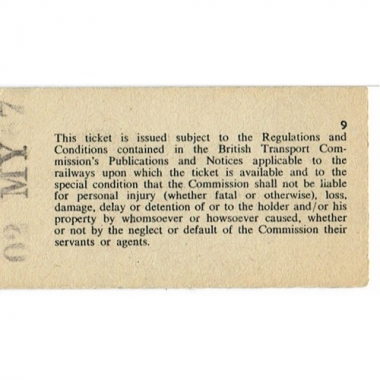 9
This ticket is issued subject to the Regulations and
Conditions contained in the British Transport Com-
mission's Publications and Notices applicable to the
railways upon which the ticket is available and to the
special condition that the Commission shall not be liable
for personal injury (whether fatal or otherwise), loss,
damage, delay or detention of or to the holder and/or his
property by whomsoever or howsoever caused, whether
or not by the neglect or default of the Commission their
servants or agents.
02 MY 7